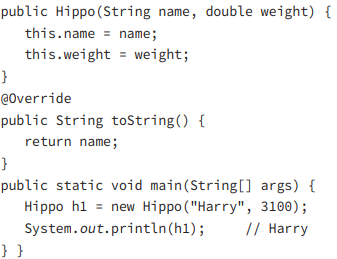 public Hippo(String name, double weight) {
   this.name = name;
   this.weight = weight;
}
@Override
public String toString() {
   return name;
}
public static void main(String[] args) {
   Hippo h1 = new Hippo("Harry", 3100);
   System.out.println(h1);     // Harry
} }